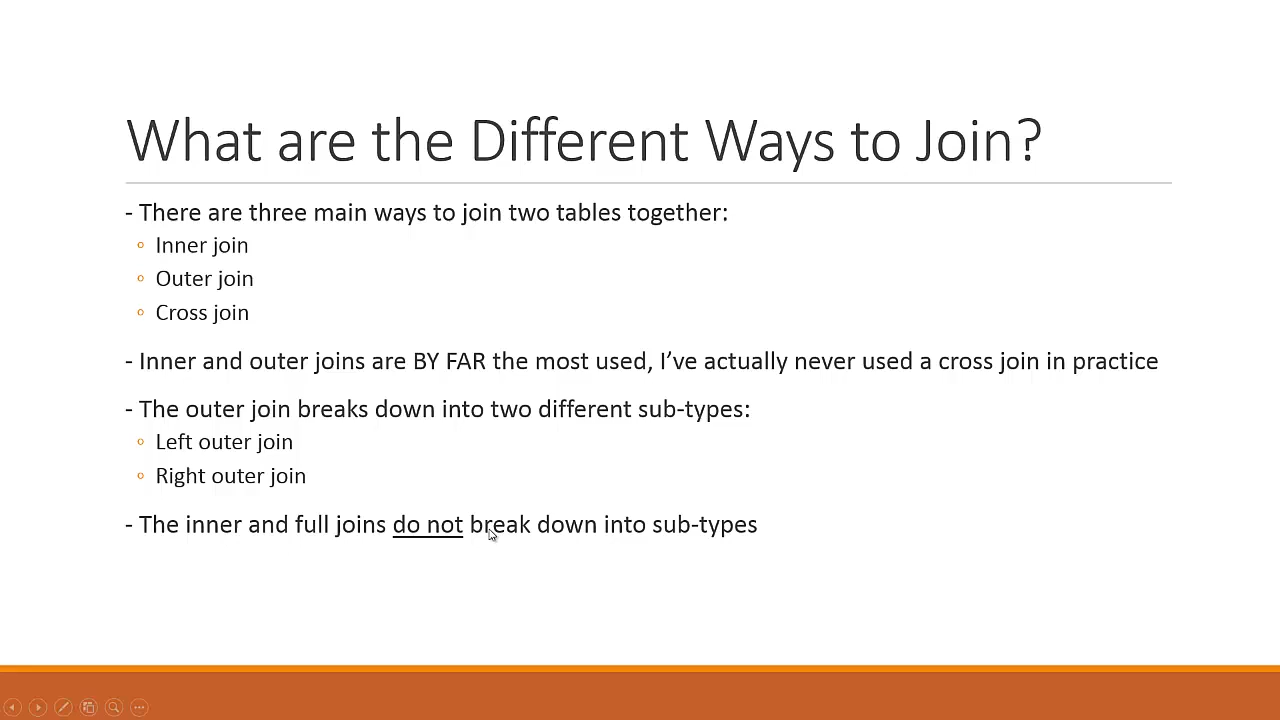 What are the Different Ways to Join?
- There are three main ways to join two tables together:
Inner join
Outer join
Cross join
- Inner and outer joins are BY FAR the most used, I’ve actually never used a cross join in practice
- The outer join breaks down into two different sub-types:
Left outer join
Right outer join
- The inner and full joins do not break down into sub-types